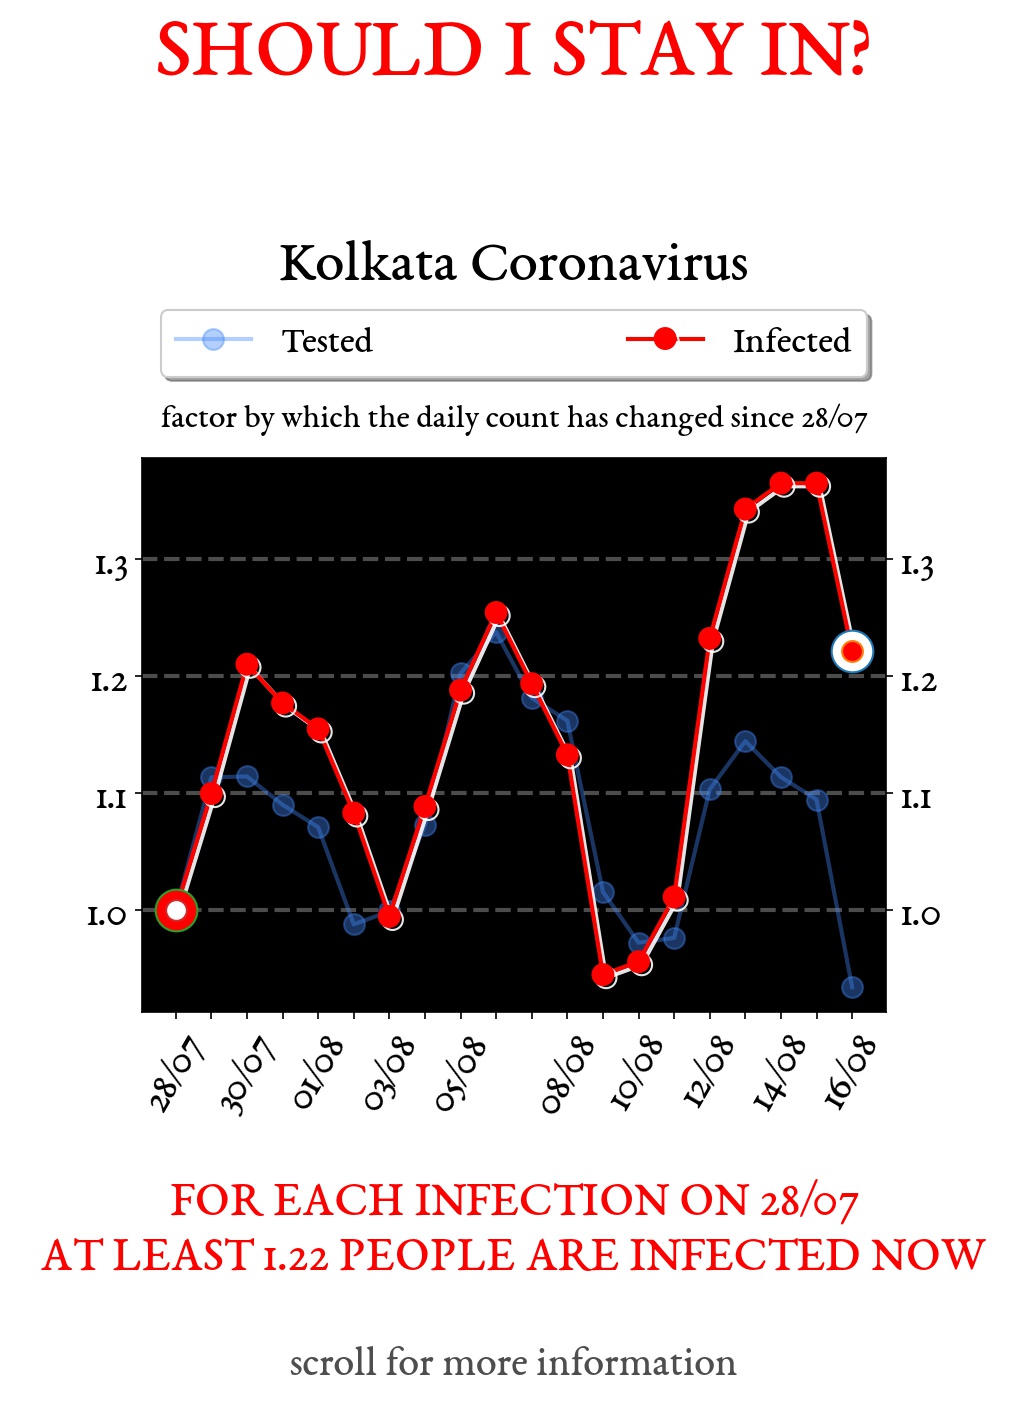 SHOULD I STAY IN?
Kolkata Coronavirus
Tested Infected
factor by which the daily count has changed since 28/07
1.3 1.3
1.2 1.2
1.1 1.1
1.0 1.0
28/07 30/07 01/08 03/08 05/08 08/08 10/08 12/08 14/08 16/08
FOR EACH INFECTION ON 28/07
AT LEAST 1.22 PEOPLE ARE INFECTED NOW
scroll for more information